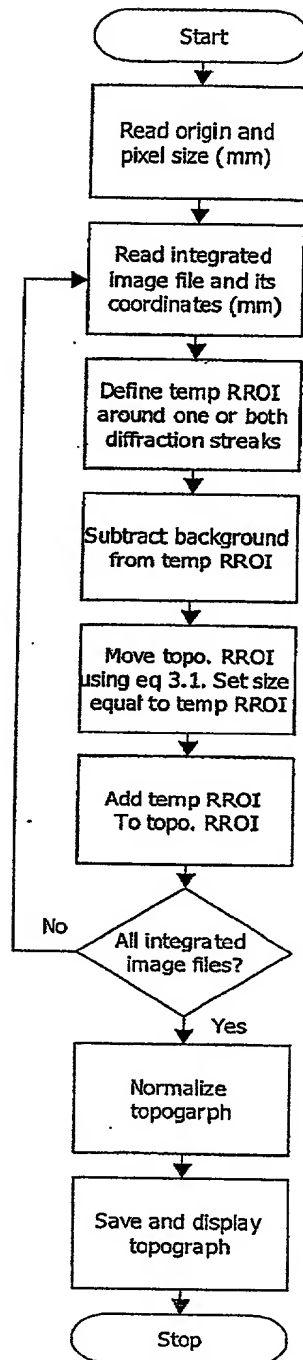 Start
Read origin and
pixel size (mm)
Read integrated
image file and its
coordinates (mm)
Define temp RROI
around one or both
diffraction streaks
Subtract background
from temp RROI
Move topo. RROI
using eq 3.1. Set size
equal to temp RROI
Add temp RROI
To topo. RROI
No
All integrated
image files?
Yes
Normalize
topogarph
Save and display
topograph
Stop